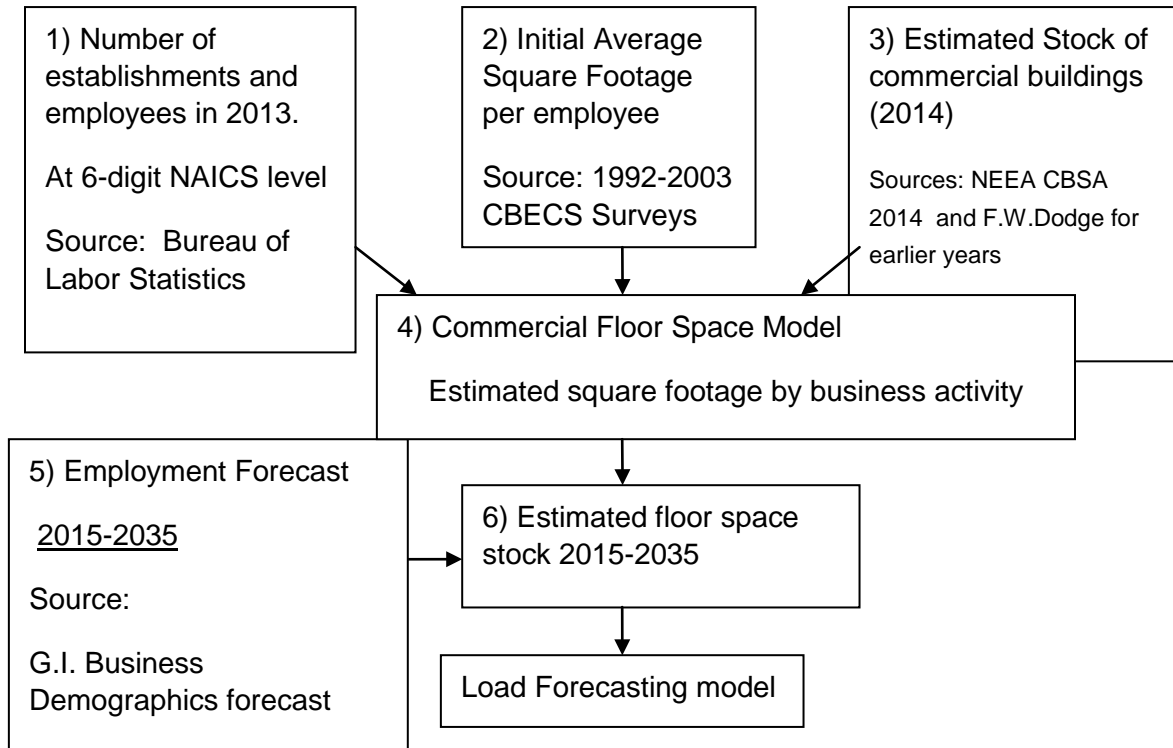 1) Number of
establishments and
employees in 2013.
At 6-digit NAICS level
Source:  Bureau of
Labor Statistics
2) Initial Average
Square Footage
per employee
Source: 1992-2003
CBECS Surveys
3) Estimated Stock of
commercial buildings
(2014)
Sources: NEEA CBSA
2014  and F.W.Dodge for
earlier years
4) Commercial Floor Space Model
Estimated square footage by business activity
5) Employment Forecast
2015-2035
Source:
G.I. Business
Demographics forecast
6) Estimated floor space
stock 2015-2035
Load Forecasting model